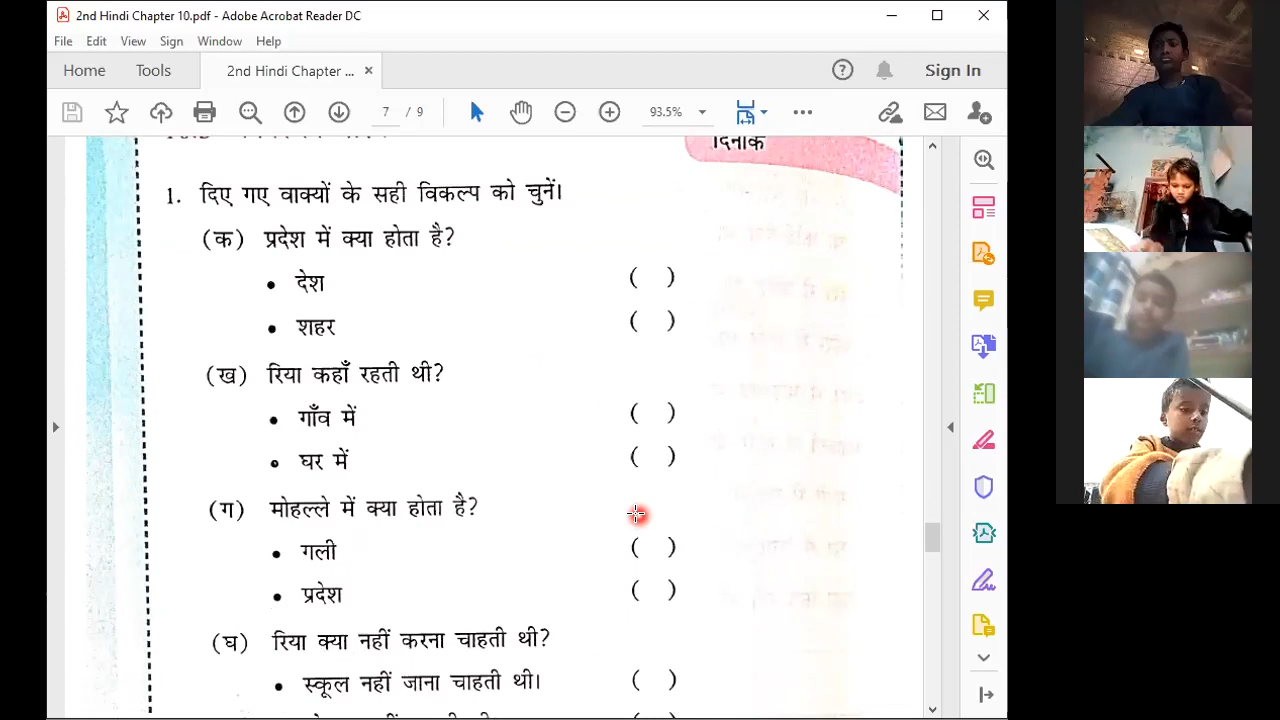 2nd Hindi Chapter 10.pdf - Adobe Acrobat Reader DC
File Edit View Sign Window Help
Home Tools 2nd Hindi Chapter ... × Sign In
7 / 9 93.5%
दिनांक
1. दिए गए वाक्यों के सही विकल्प को चुनें।
(क) प्रदेश में क्या होता है?
• देश ( )
• शहर ( )
(ख) रिया कहाँ रहती थी?
• गाँव में ( )
• घर में ( )
(ग) मोहल्ले में क्या होता है?
• गली ( )
• प्रदेश ( )
(घ) रिया क्या नहीं करना चाहती थी?
• स्कूल नहीं जाना चाहती थी। ( )